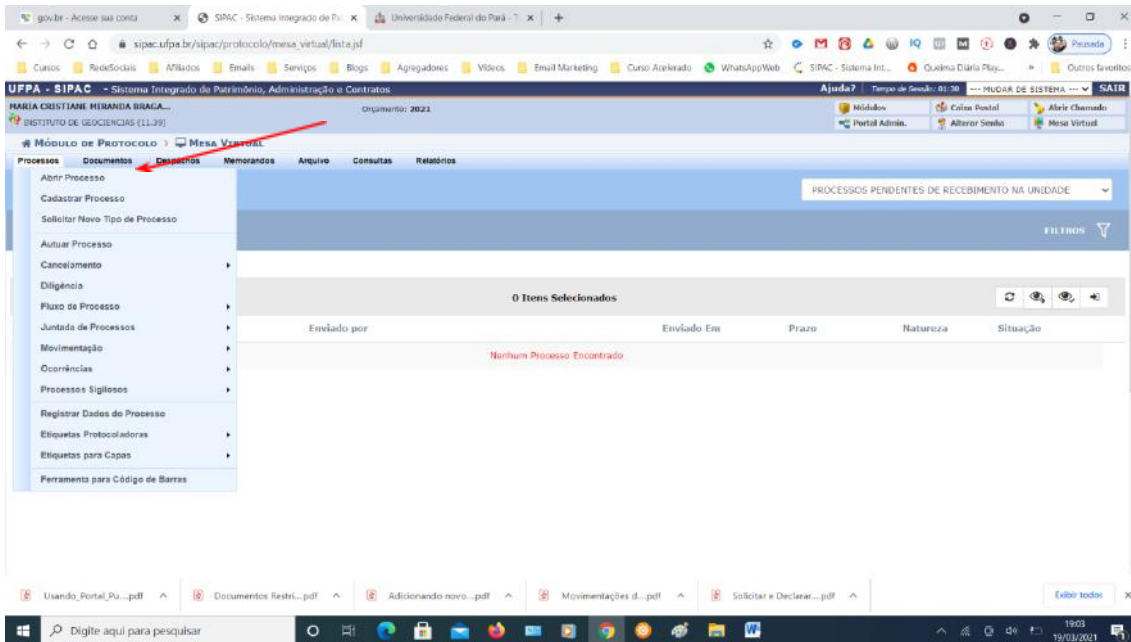 gov.br - Acesse sua conta
SIPAC - Sistema Integrado de Pa
Universidade Federal do Pará - T
sipac.ufpa.br/sipac/protocolo/mesa_virtual/lista.jsf
Pausada
Cursos RedeSociais Afiliados Emails Serviços Blogs Agregadores Vídeos Email Marketing Curso Acelerado WhatsAppWeb SIPAC - Sistema Int... Queima Diária Play... Outros favoritos
UFPA - SIPAC - Sistema Integrado de Patrimônio, Administração e Contratos
Ajuda? Tempo de Sessão: 01:30 --- MUDAR DE SISTEMA --- SAIR
MARIA CRISTIANE MIRANDA BRAGA...
Orçamento: 2021
Módulos Caixa Postal Abrir Chamado
INSTITUTO DE GEOCIENCIAS (11.39)
Portal Admin. Alterar Senha Mesa Virtual
MÓDULO DE PROTOCOLO > MESA VIRTUAL
Processos Documentos Despachos Memorandos Arquivo Consultas Relatórios
Abrir Processo
PROCESSOS PENDENTES DE RECEBIMENTO NA UNIDADE
Cadastrar Processo
Solicitar Novo Tipo de Processo
FILTROS
Autuar Processo
Cancelamento
Diligência
0 Itens Selecionados
Fluxo de Processo
Juntada de Processos
Enviado por Enviado Em Prazo Natureza Situação
Movimentação
Nenhum Processo Encontrado
Ocorrências
Processos Sigilosos
Registrar Dados do Processo
Etiquetas Protocoladoras
Etiquetas para Capas
Ferramenta para Código de Barras
Usando_Portal_Pu....pdf
Documentos Restri....pdf
Adicionando novo...pdf
Movimentações d....pdf
Solicitar e Declarar....pdf
Exibir todos
Digite aqui para pesquisar
19:03
19/03/2021